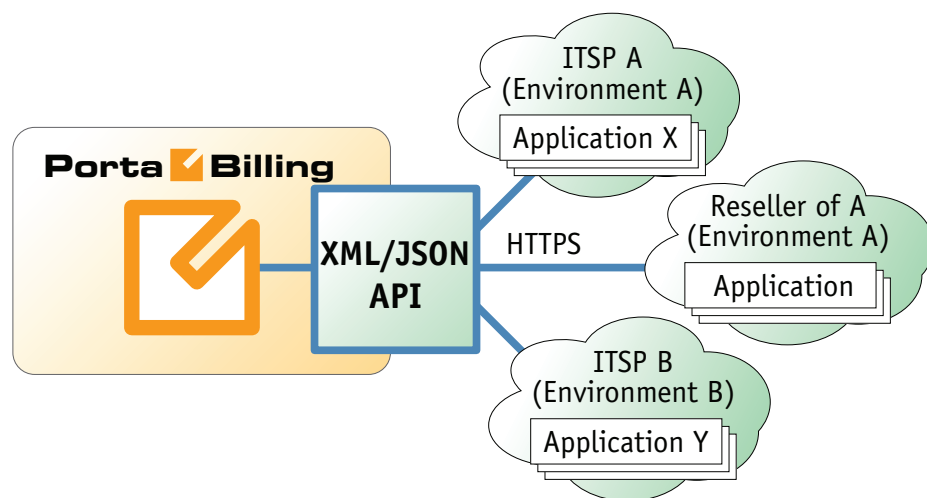 Porta Billing
XML/JSON
API
HTTPS
ITSP A
(Environment A)
Application X
Reseller of A
(Environment A)
Application
ITSP B
(Environment B)
Application Y